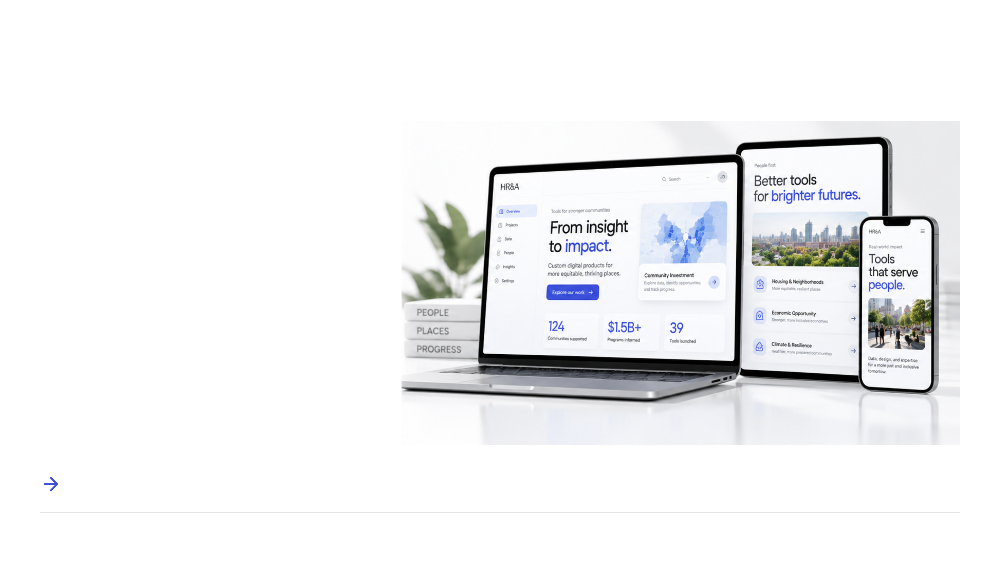 PEOPLE
PLACES
PROGRESS
HR&A
Search
JD
Overview
Projects
Data
People
Insights
Settings
Tools for stronger communities
From insight
to impact.
Custom digital products for
more equitable, thriving places.
Explore our work
Community Investment
Explore data, identify opportunities,
and track progress.
124
Communities supported
$1.5B+
Programs informed
39
Tools launched
People first
Better tools
for brighter futures.
Housing & Neighborhoods
More equitable, resilient places
Economic Opportunity
Stronger, more inclusive economies
Climate & Resilience
Healthier, more prepared communities
HR&A
Real-world impact
Tools
that serve
people.
Data, design, and expertise
for a more just and inclusive
tomorrow.